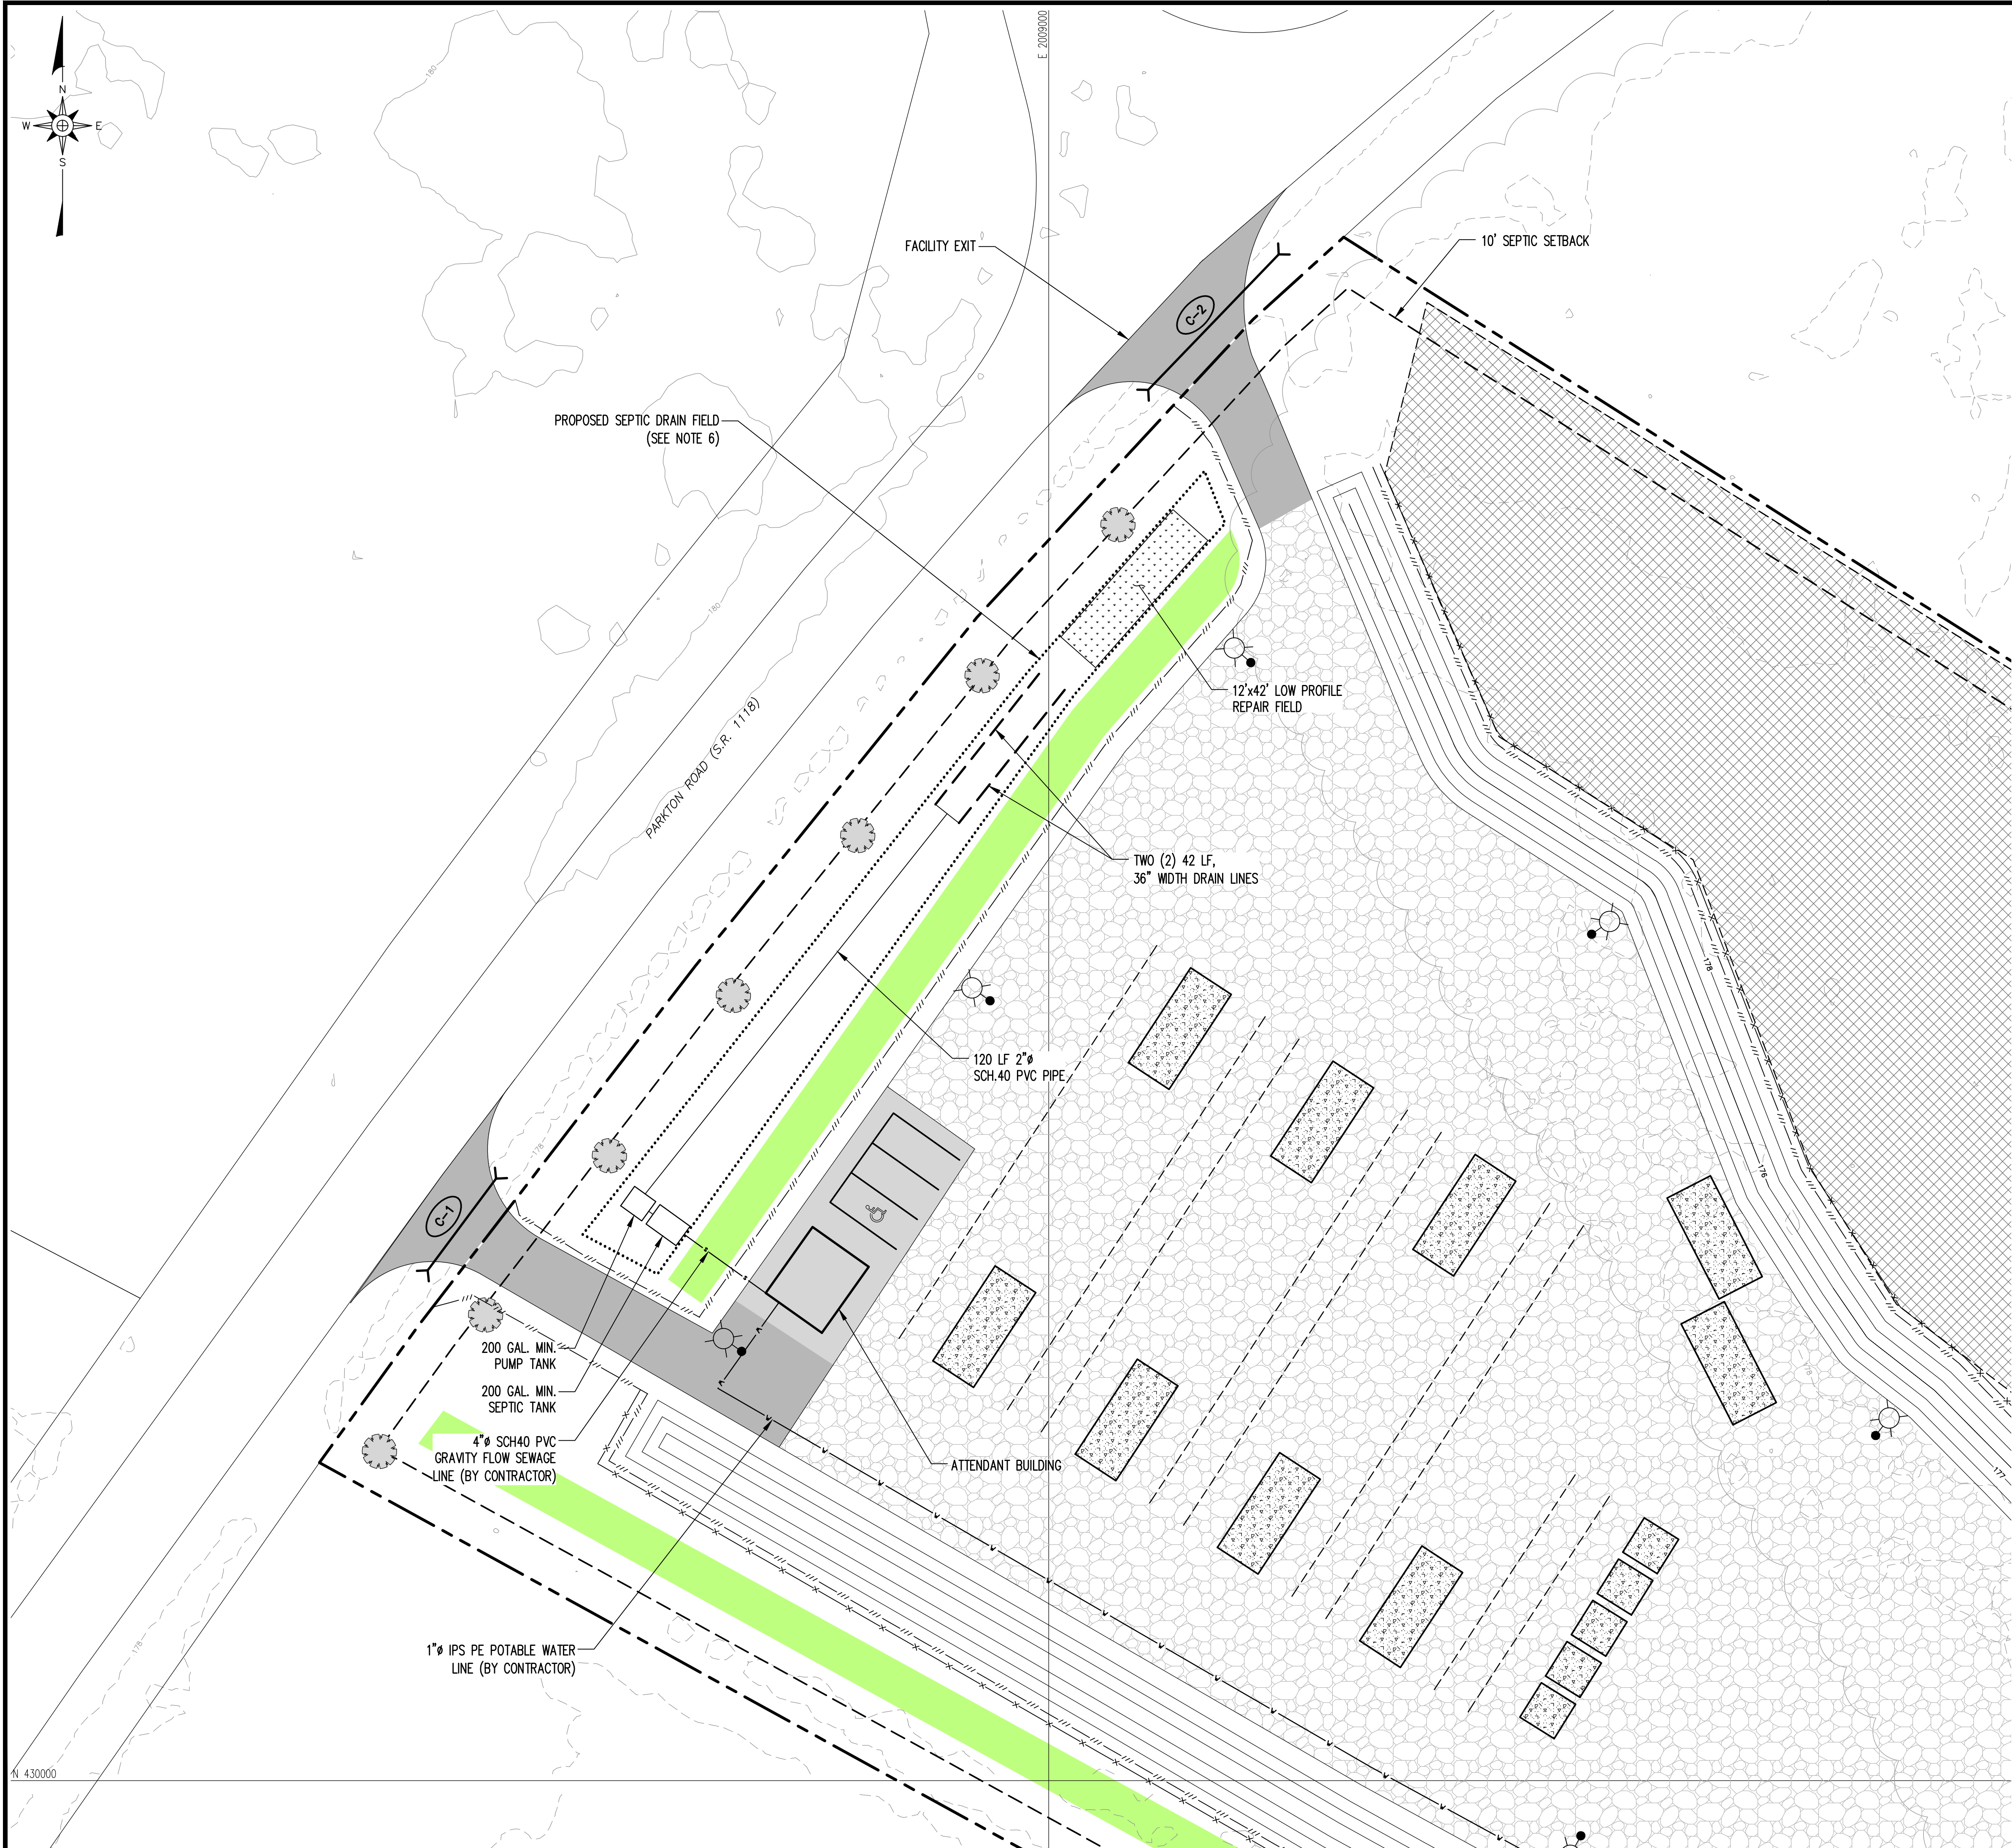 E 2009000
180
N
W
E
S
FACILITY EXIT
10' SEPTIC SETBACK
C-2
PROPOSED SEPTIC DRAIN FIELD
(SEE NOTE 6)
180
12'x42' LOW PROFILE
REPAIR FIELD
PARKTON ROAD (S.R. 1118)
TWO (2) 42 LF,
36" WIDTH DRAIN LINES
178
120 LF 2"ø
SCH.40 PVC PIPE
178
176
C-1
200 GAL. MIN.
PUMP TANK
200 GAL. MIN.
SEPTIC TANK
178
4"ø SCH40 PVC
GRAVITY FLOW SEWAGE
LINE (BY CONTRACTOR)
ATTENDANT BUILDING
177
1"ø IPS PE POTABLE WATER
LINE (BY CONTRACTOR)
178
N 430000